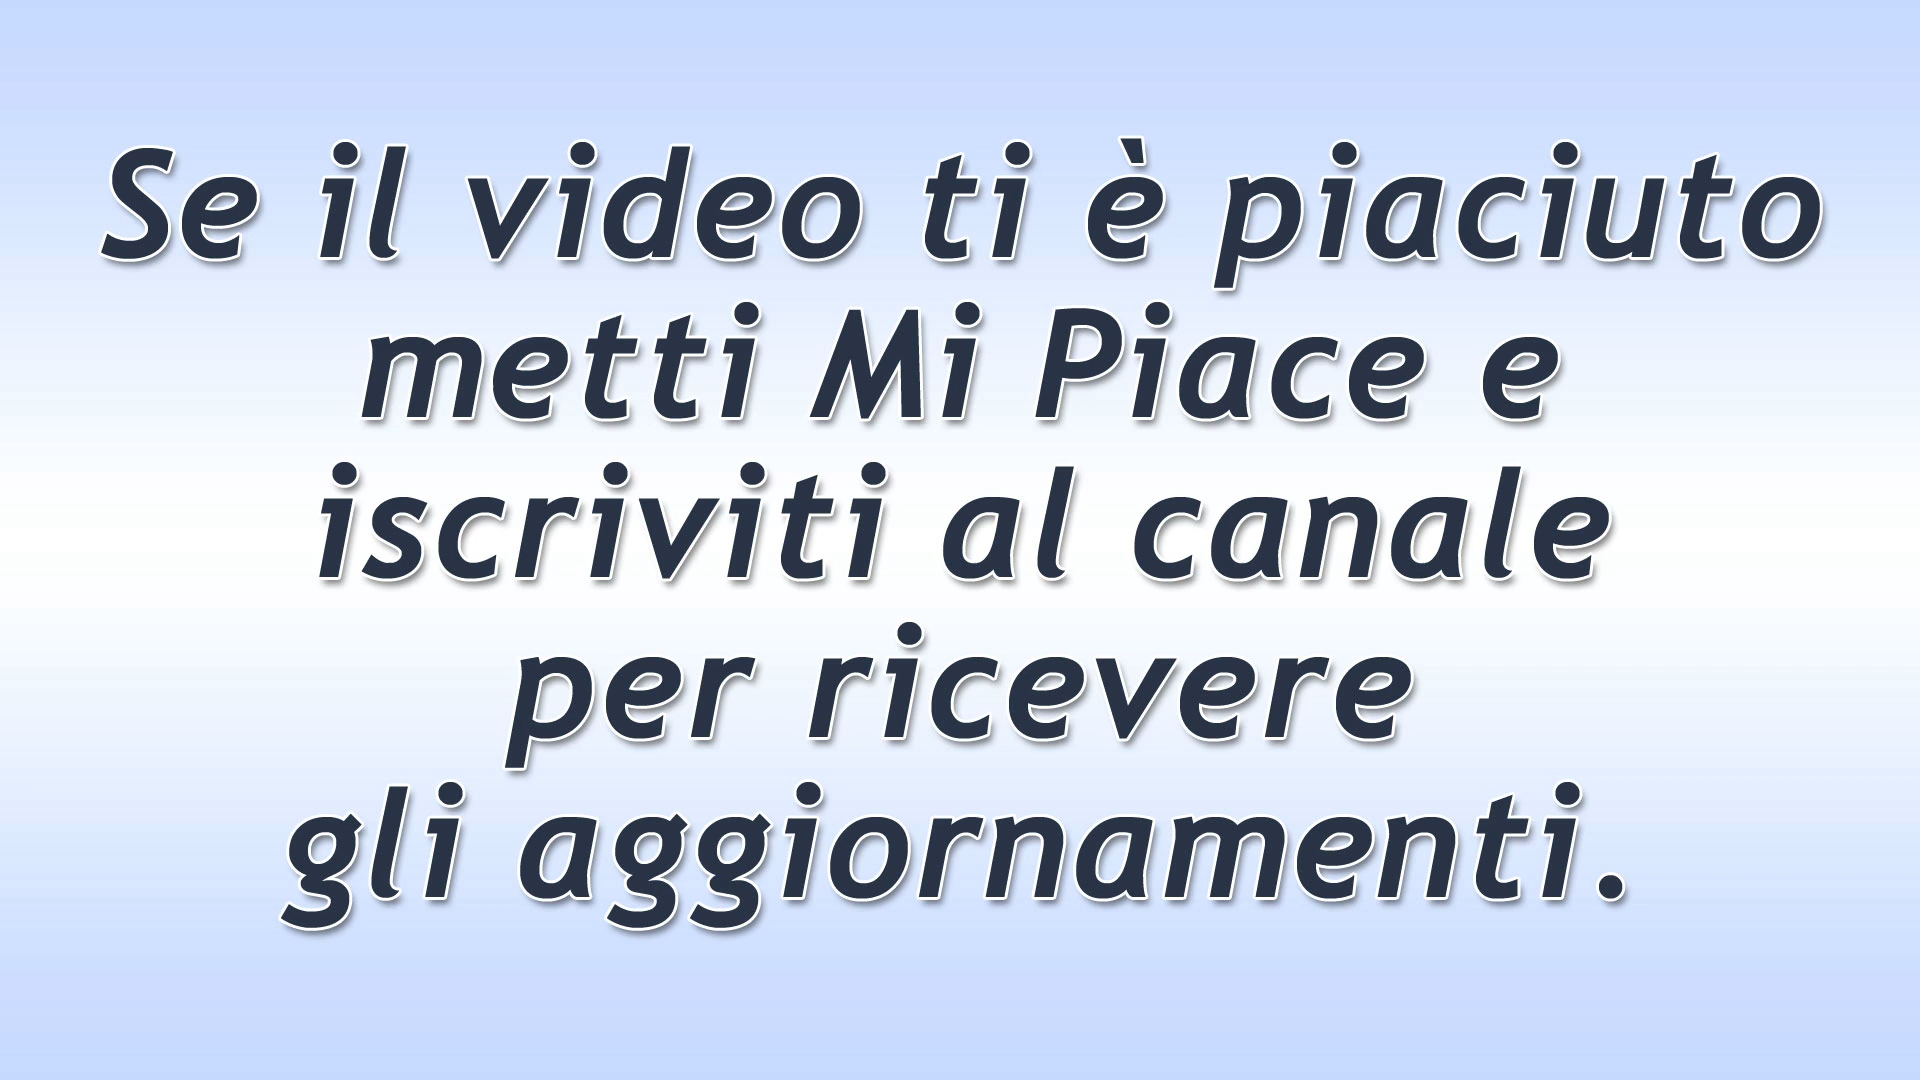 Se il video ti è piaciuto
metti Mi Piace e
iscriviti al canale
per ricevere
gli aggiornamenti.